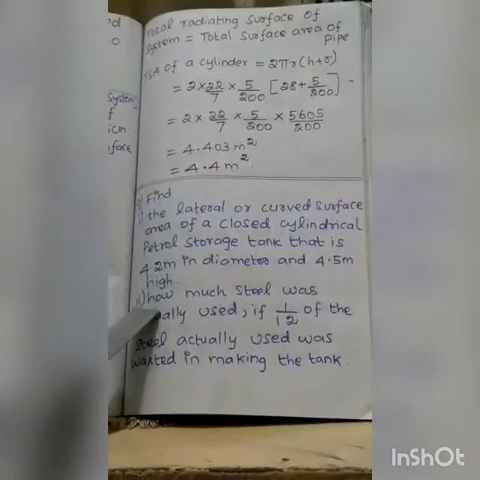 Total radiating surface of
System = Total surface area of
pipe
TSA of a cylinder = 2πr(h+r)
= 2 × 22/7 × 5/200 [28 + 5/200]
= 2 × 22/7 × 5/200 × 5605/200
= 4.403 m²
= 4.4 m².
Find
i) the lateral or curved surface
area of a closed cylindrical
Petrol storage tank that is
4.2m in diameter and 4.5m
high.
ii) how much steel was
ally used, if 1/12 of the
steel actually used was
wasted in making the tank.
System
f
cm
face
InShOt